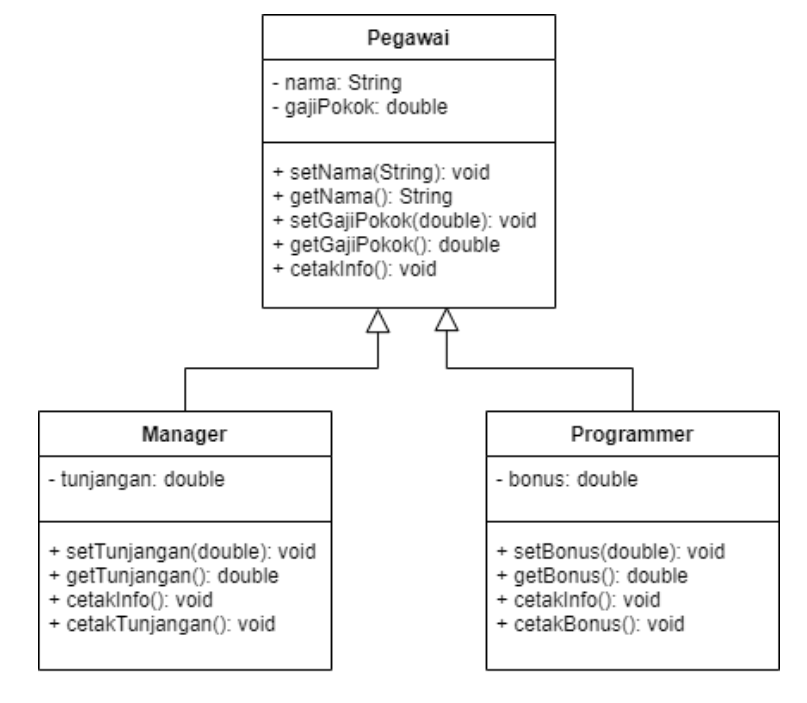 Pegawai
- nama: String
- gajiPokok: double
+ setNama(String): void
+ getNama(): String
+ setGajiPokok(double): void
+ getGajiPokok(): double
+ cetakInfo(): void
Manager
- tunjangan: double
+ setTunjangan(double): void
+ getTunjangan(): double
+ cetakInfo(): void
+ cetakTunjangan(): void
Programmer
- bonus: double
+ setBonus(double): void
+ getBonus(): double
+ cetakInfo(): void
+ cetakBonus(): void